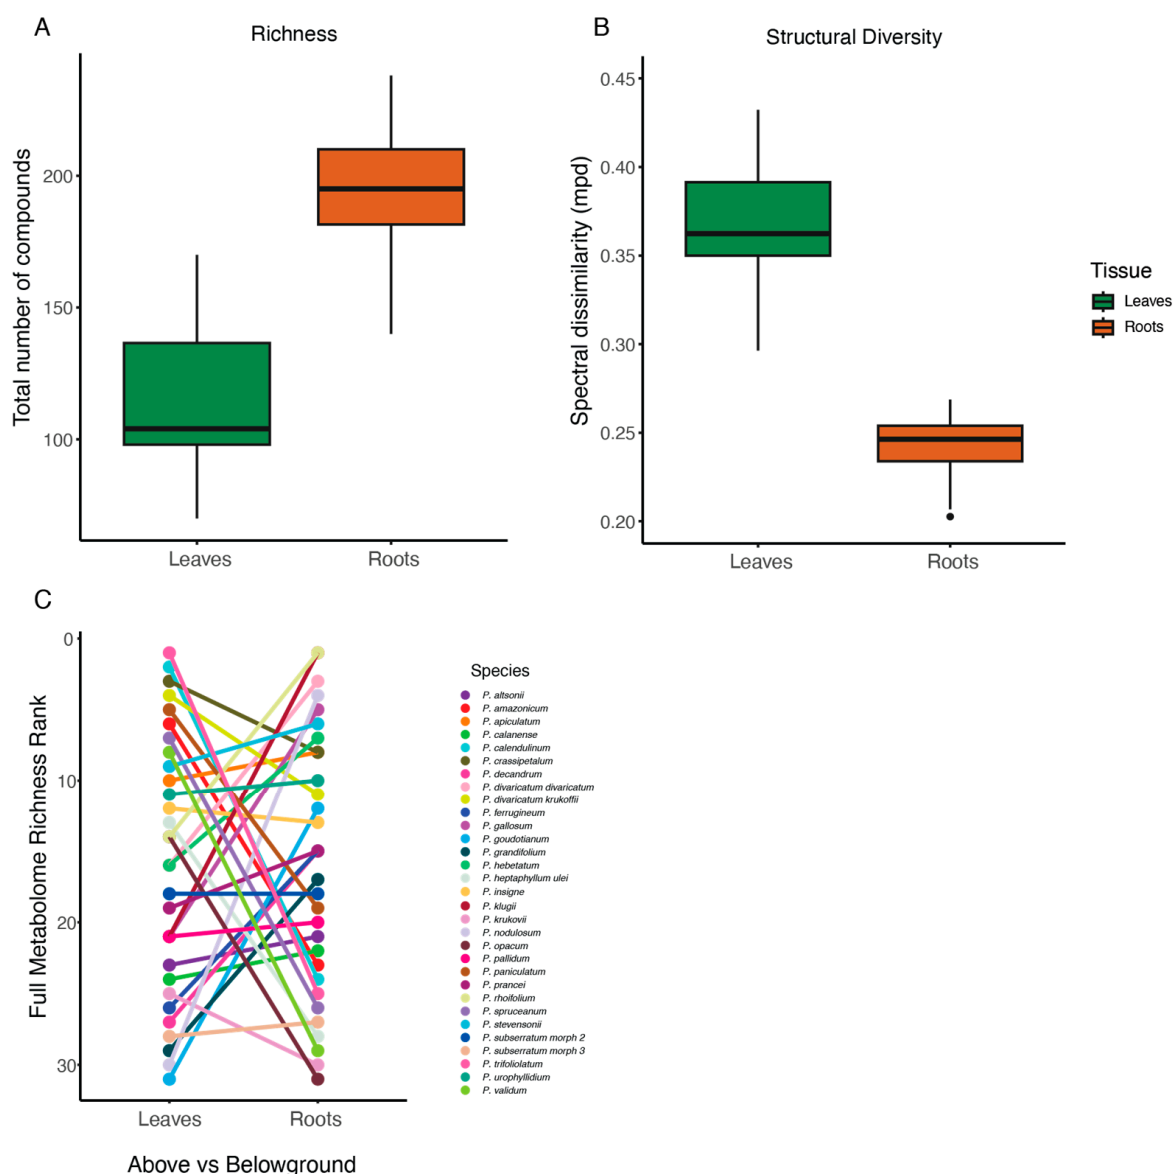 A
Richness
Total number of compounds
200
150
100
Leaves
Roots
B
Structural Diversity
Spectral dissimilarity (mpd)
0.45
0.40
0.35
0.30
0.25
0.20
Leaves
Roots
Tissue
Leaves
Roots
C
Full Metabolome Richness Rank
0
10
20
30
Leaves
Roots
Above vs Belowground
Species
P. altsonii
P. amazonicum
P. apiculatum
P. calanense
P. calendulinum
P. crassipetalum
P. decandrum
P. divaricatum divaricatum
P. divaricatum krukoffii
P. ferrugineum
P. gallosum
P. goudotianum
P. grandifolium
P. hebetatum
P. heptaphyllum ulei
P. insigne
P. klugii
P. krukovii
P. nodulosum
P. opacum
P. pallidum
P. paniculatum
P. prancei
P. rhoifolium
P. spruceanum
P. stevensonii
P. subserratum morph 2
P. subserratum morph 3
P. trifoliolatum
P. urophyllidium
P. validum